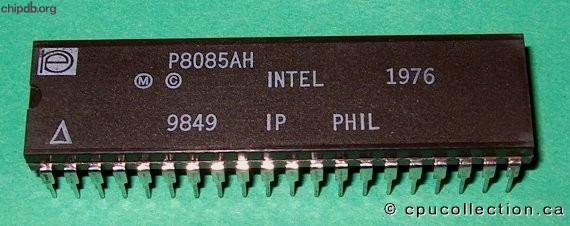 chipdb.org
P8085AH
Ⓜ © INTEL 1976
9849 IP PHIL
© cpucollection.ca